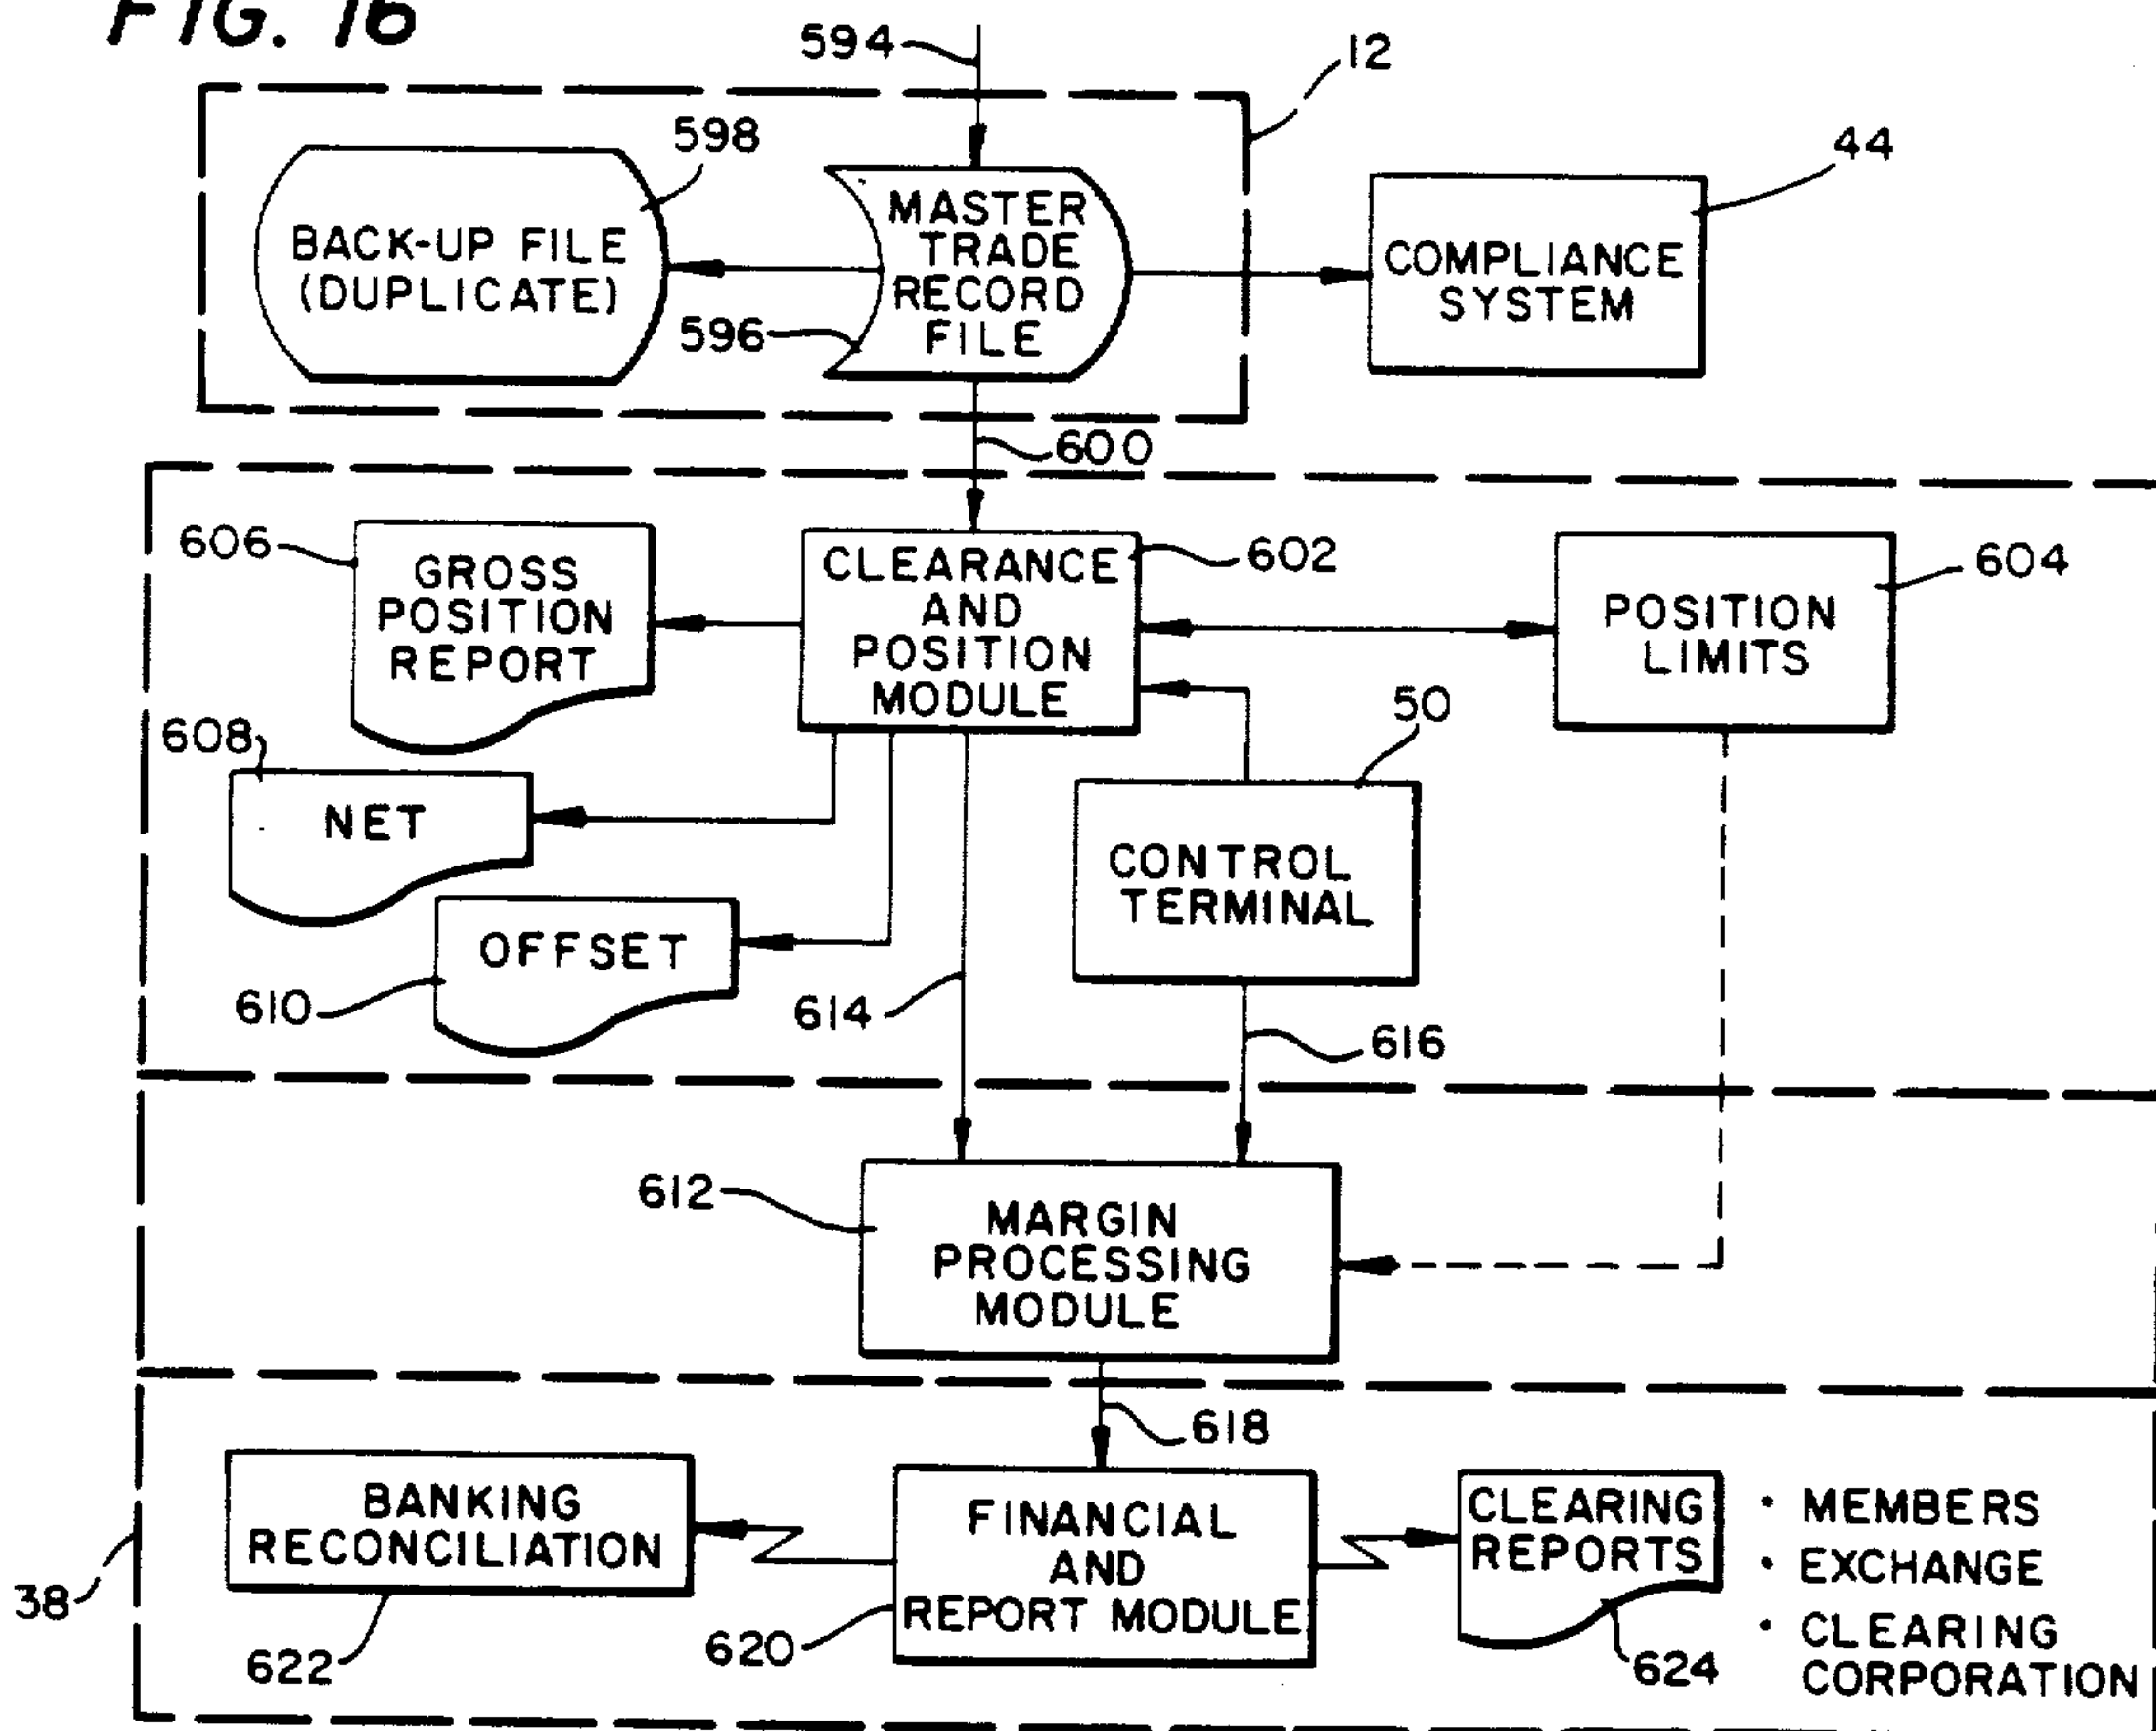 FIG. 16
594
12
598
44
BACK-UP FILE
(DUPLICATE)
MASTER
TRADE
RECORD
FILE
596
COMPLIANCE
SYSTEM
600
606
GROSS
POSITION
REPORT
CLEARANCE
AND
POSITION
MODULE
602
POSITION
LIMITS
604
608
NET
50
CONTROL
TERMINAL
OFFSET
610
614
616
612
MARGIN
PROCESSING
MODULE
618
BANKING
RECONCILIATION
FINANCIAL
AND
REPORT MODULE
CLEARING
REPORTS
• MEMBERS
• EXCHANGE
• CLEARING
CORPORATION
38
622
620
624